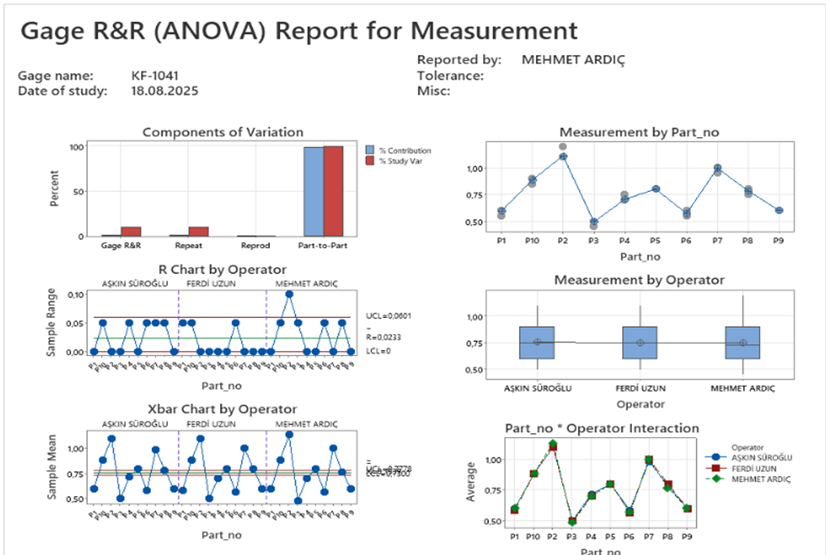 Gage R&R (ANOVA) Report for Measurement
Gage name: KF-1041
Date of study: 18.08.2025
Reported by: MEHMET ARDIÇ
Tolerance:
Misc:
Components of Variation
Percent
100
50
0
Gage R&R Repeat Reprod Part-to-Part
% Contribution
% Study Var
R Chart by Operator
AŞKIN SÜROĞLU FERDİ UZUN MEHMET ARDIÇ
Sample Range
0,10
0,05
0,00
UCL=0,0601
R=0,0233
LCL=0
Part_no
Xbar Chart by Operator
AŞKIN SÜROĞLU FERDİ UZUN MEHMET ARDIÇ
Sample Mean
1,00
0,75
0,50
Part_no
Measurement by Part_no
1,00
0,75
0,50
P1 P10 P2 P3 P4 P5 P6 P7 P8 P9
Part_no
Measurement by Operator
1,00
0,75
0,50
AŞKIN SÜROĞLU FERDİ UZUN MEHMET ARDIÇ
Operator
Part_no * Operator Interaction
Average
1,00
0,75
0,50
P1 P10 P2 P3 P4 P5 P6 P7 P8 P9
Part_no
Operator
AŞKIN SÜROĞLU
FERDİ UZUN
MEHMET ARDIÇ